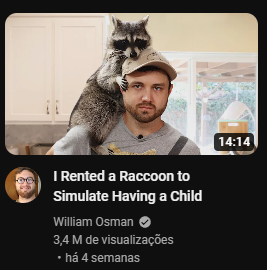 14:14
I Rented a Raccoon to
Simulate Having a Child
William Osman
3,4 M de visualizações
• há 4 semanas